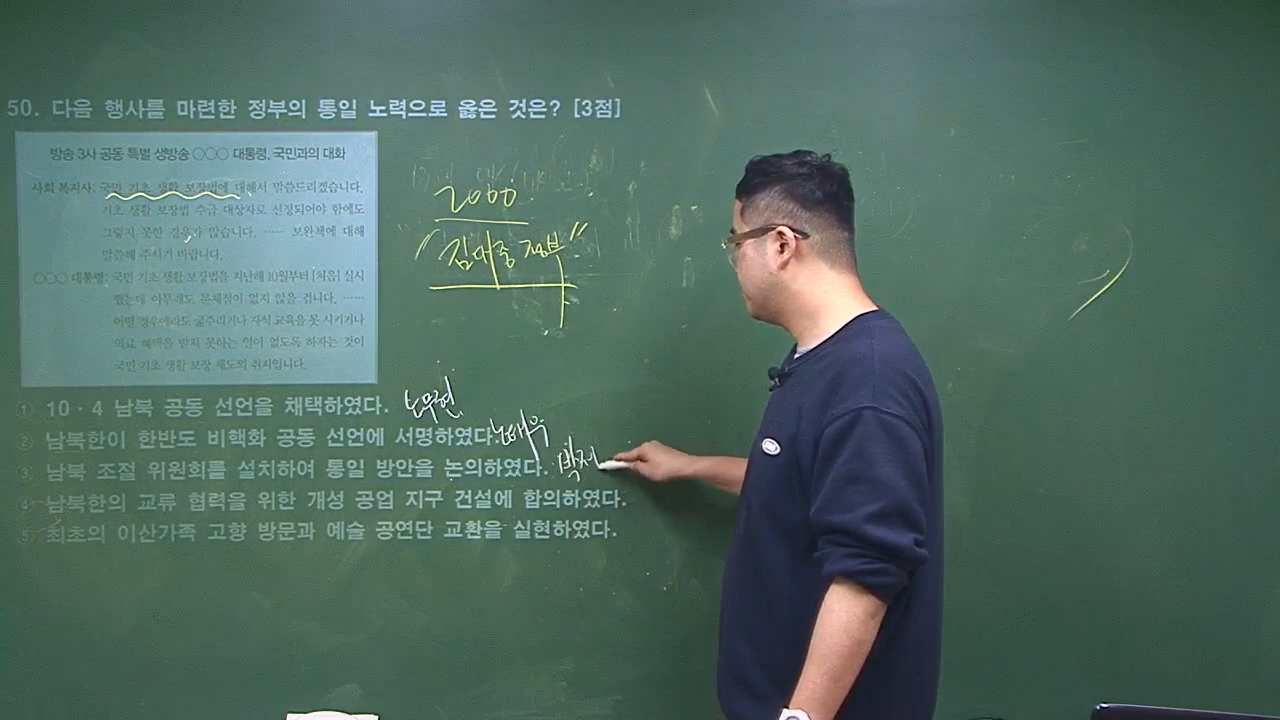 50. 다음 행사를 마련한 정부의 통일 노력으로 옳은 것은? [3점]
방송 3사 공동 특별 생방송 ○○○ 대통령, 국민과의 대화
사회 복지사: 국민 기초 생활 보장법에 대해서 말씀드리겠습니다.
기초 생활 보장법 수급 대상자로 선정되어야 함에도
그렇지 못한 경우가 많습니다. …… 보완책에 대해
말씀해 주시기 바랍니다.
○○○ 대통령: 국민 기초 생활 보장법을 지난해 10월부터 [처음] 실시
했는데 아무래도 문제점이 없지 않을 겁니다. ……
어떤 경우에라도 굶주리거나 자식 교육을 못 시키거나
의료 혜택을 받지 못하는 일이 없도록 하자는 것이
국민 기초 생활 보장 제도의 취지입니다.
2000
"김대중 정부"
① 10·4 남북 공동 선언을 채택하였다. 노무현
② 남북한이 한반도 비핵화 공동 선언에 서명하였다. 노태우
③ 남북 조절 위원회를 설치하여 통일 방안을 논의하였다. 박
④ 남북한의 교류 협력을 위한 개성 공업 지구 건설에 합의하였다.
⑤ 최초의 이산가족 고향 방문과 예술 공연단 교환을 실현하였다.